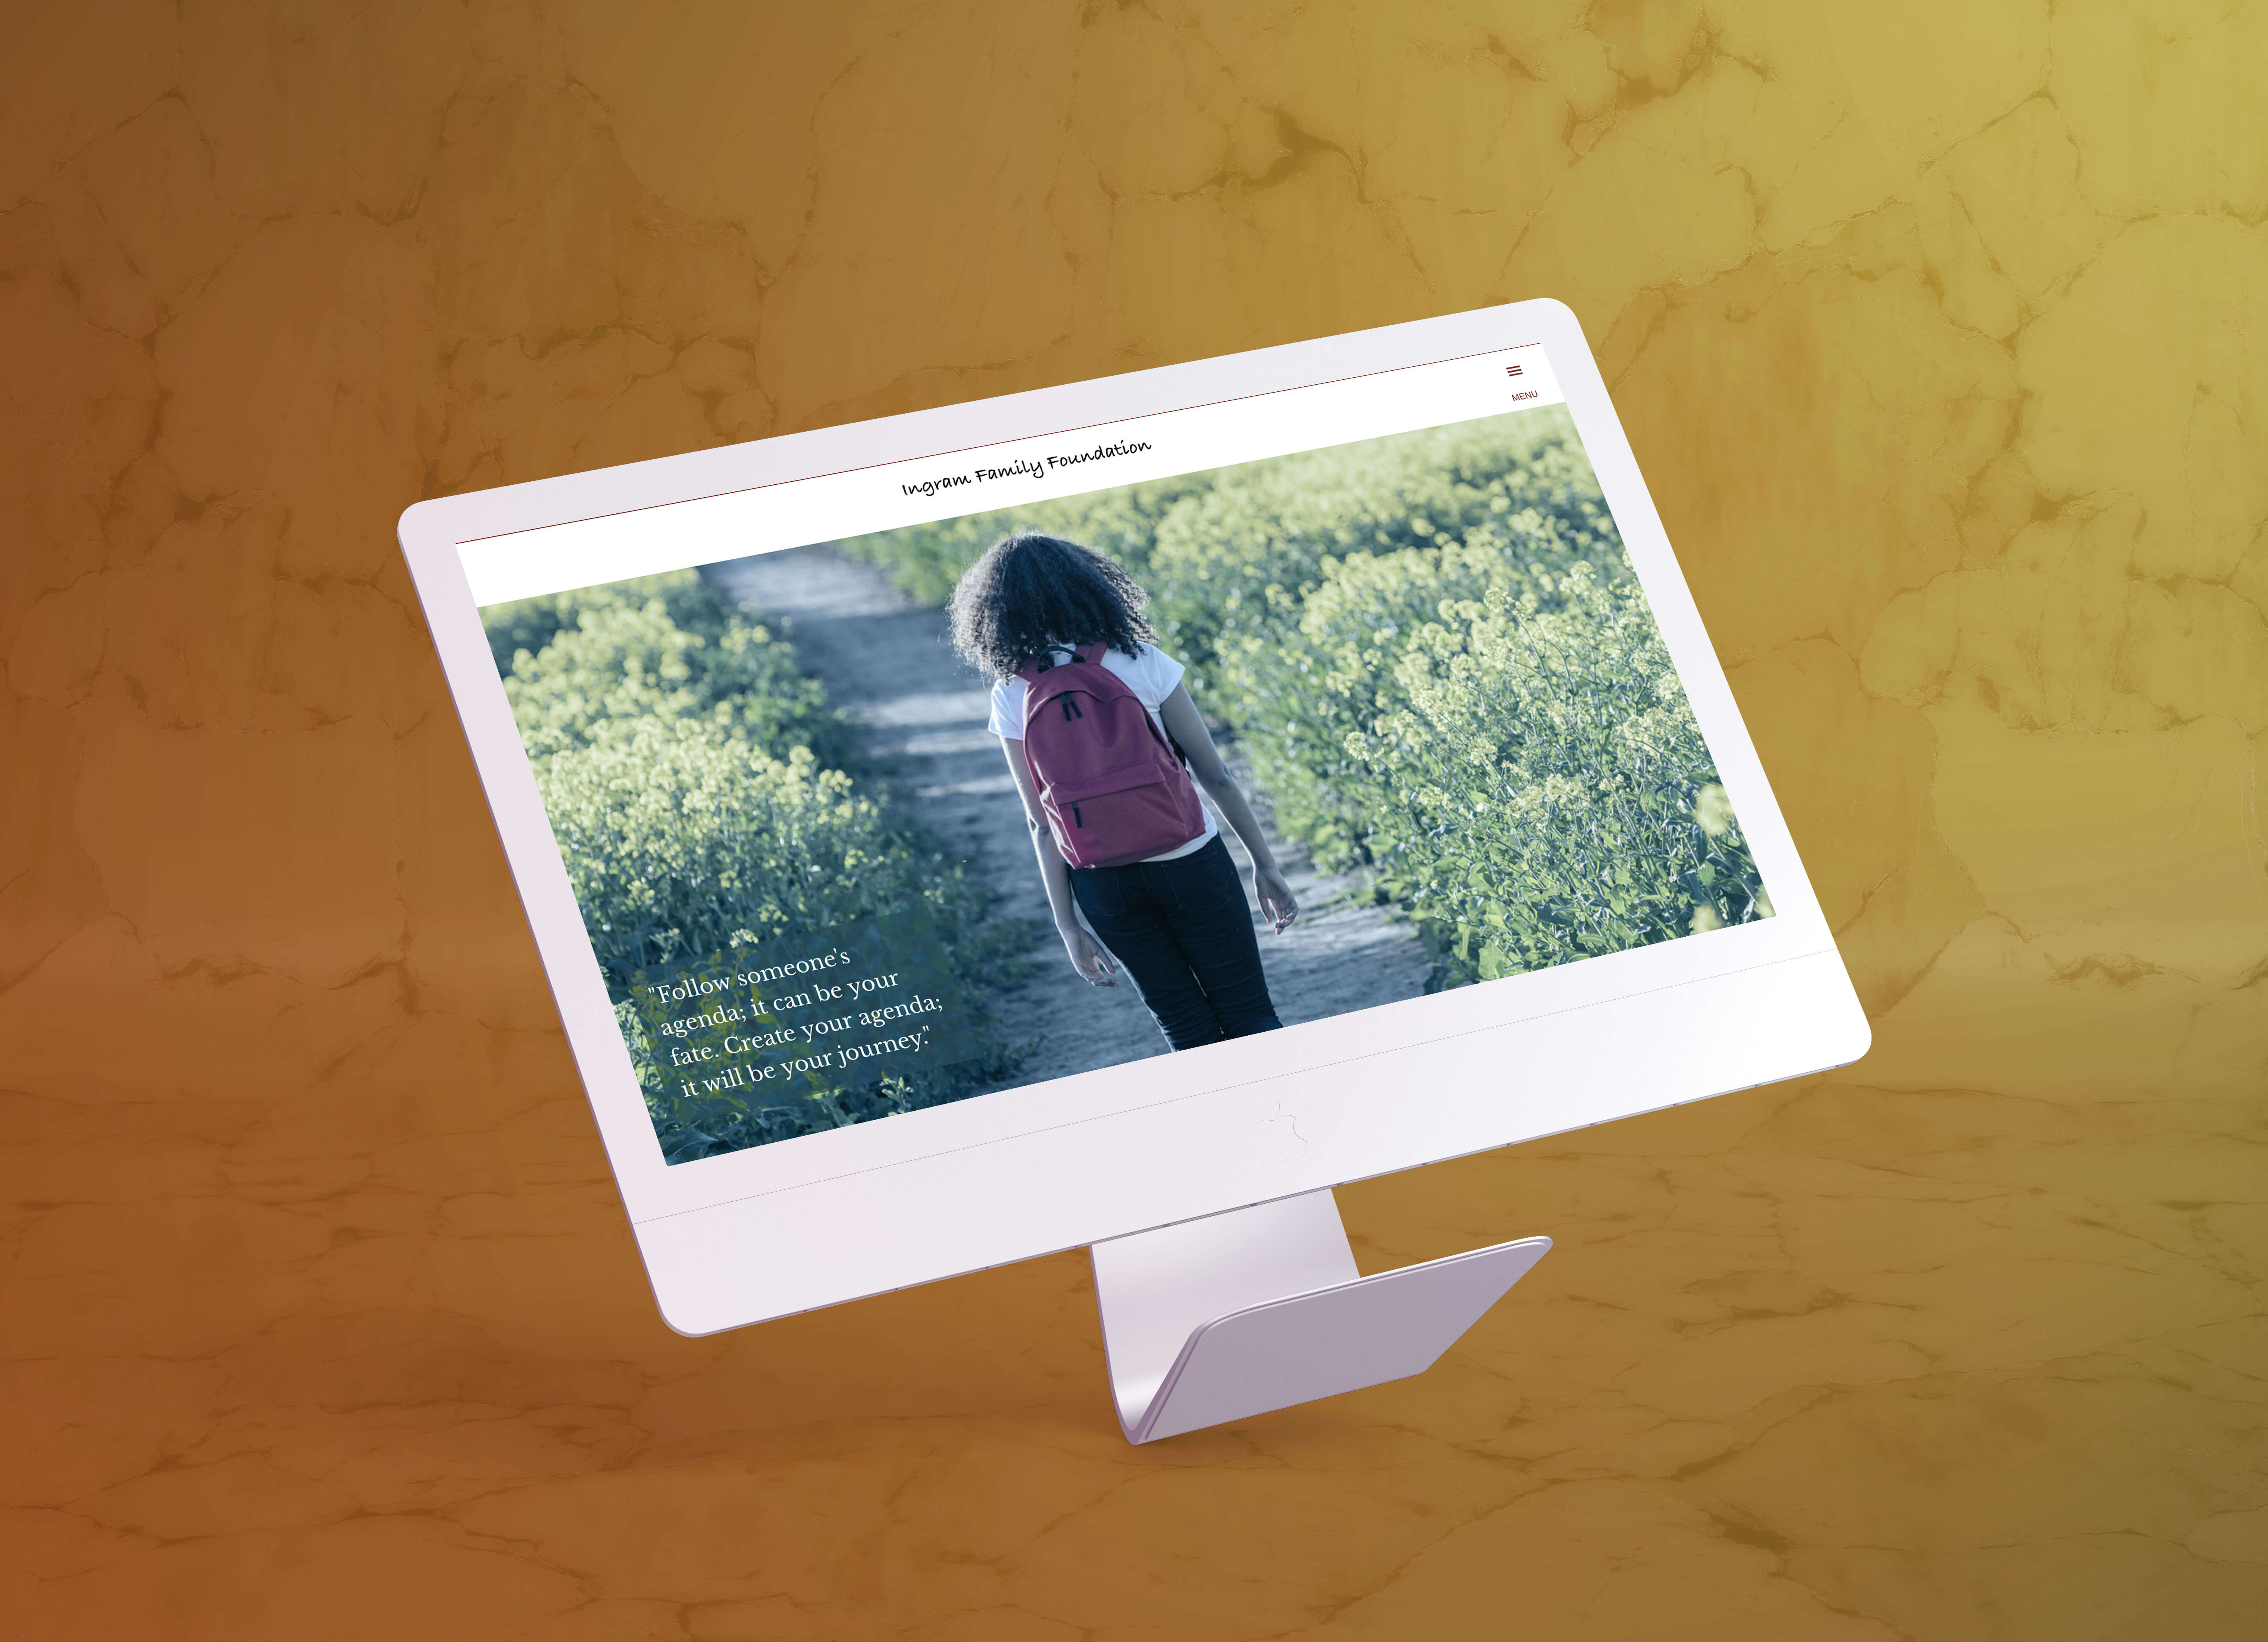 MENU
Ingram Family Foundation
"Follow someone's
agenda; it can be your
fate. Create your agenda;
it will be your journey."